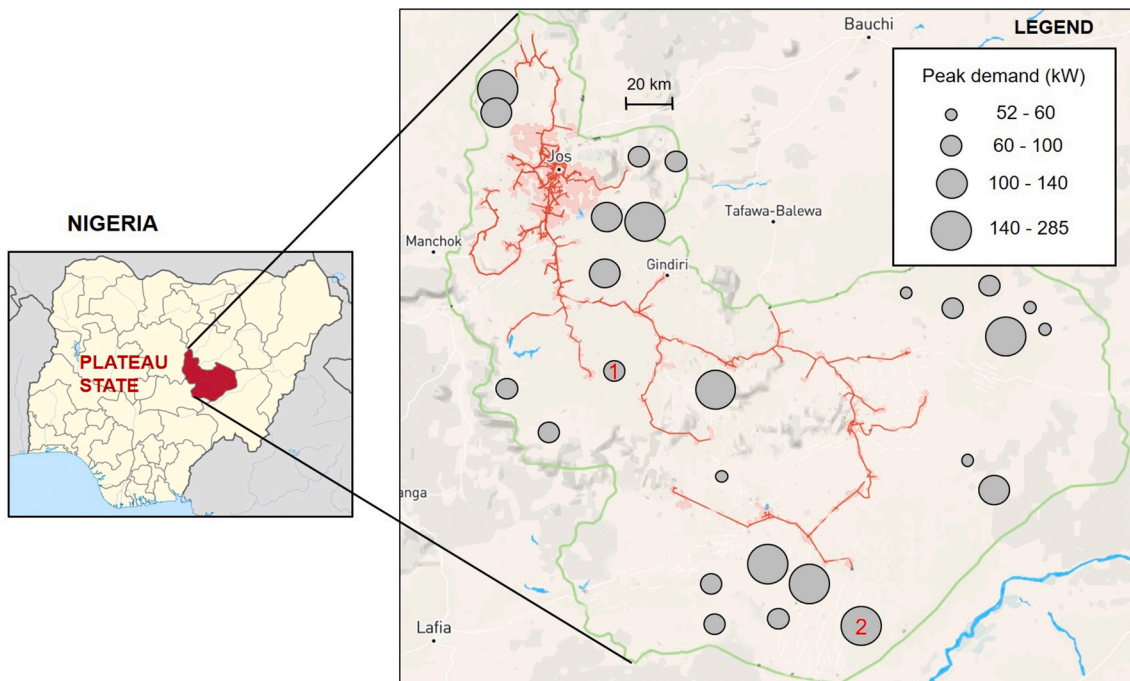 NIGERIA
PLATEAU
STATE
Bauchi
LEGEND
Peak demand (kW)
52 - 60
60 - 100
100 - 140
140 - 285
20 km
Jos
Tafawa-Balewa
Manchok
Gindiri
1
anga
2
Lafia